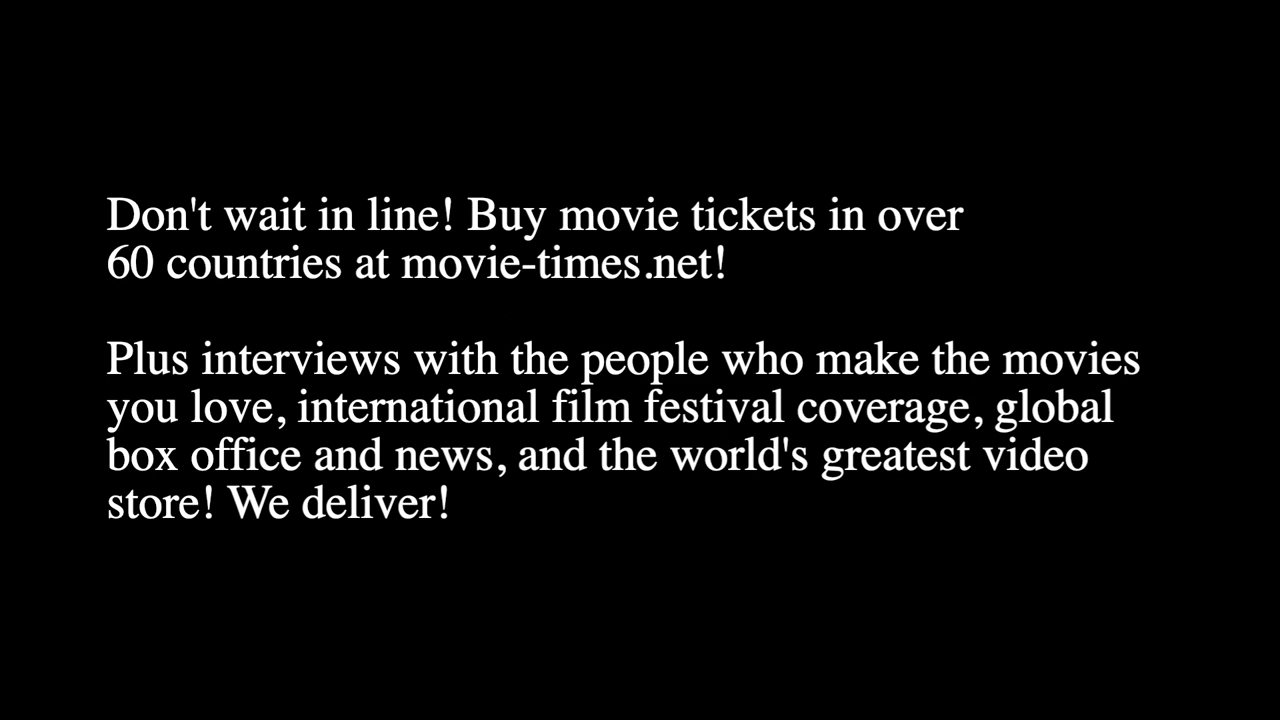 Don't wait in line! Buy movie tickets in over
60 countries at movie-times.net!
Plus interviews with the people who make the movies
you love, international film festival coverage, global
box office and news, and the world's greatest video
store! We deliver!